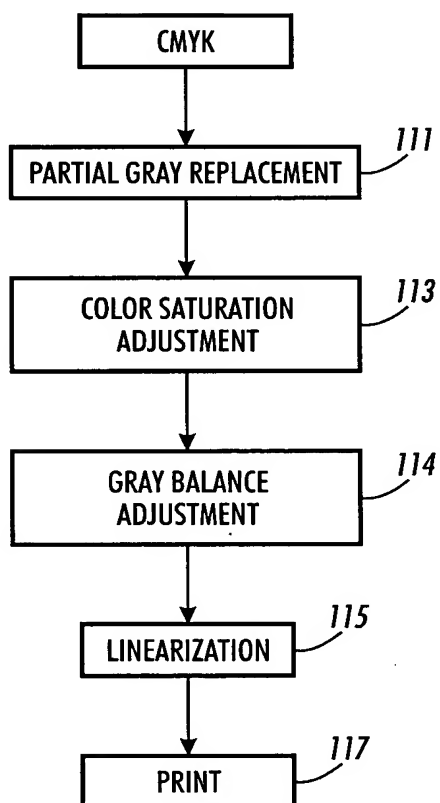 CMYK
111
PARTIAL GRAY REPLACEMENT
113
COLOR SATURATION
ADJUSTMENT
114
GRAY BALANCE
ADJUSTMENT
115
LINEARIZATION
117
PRINT